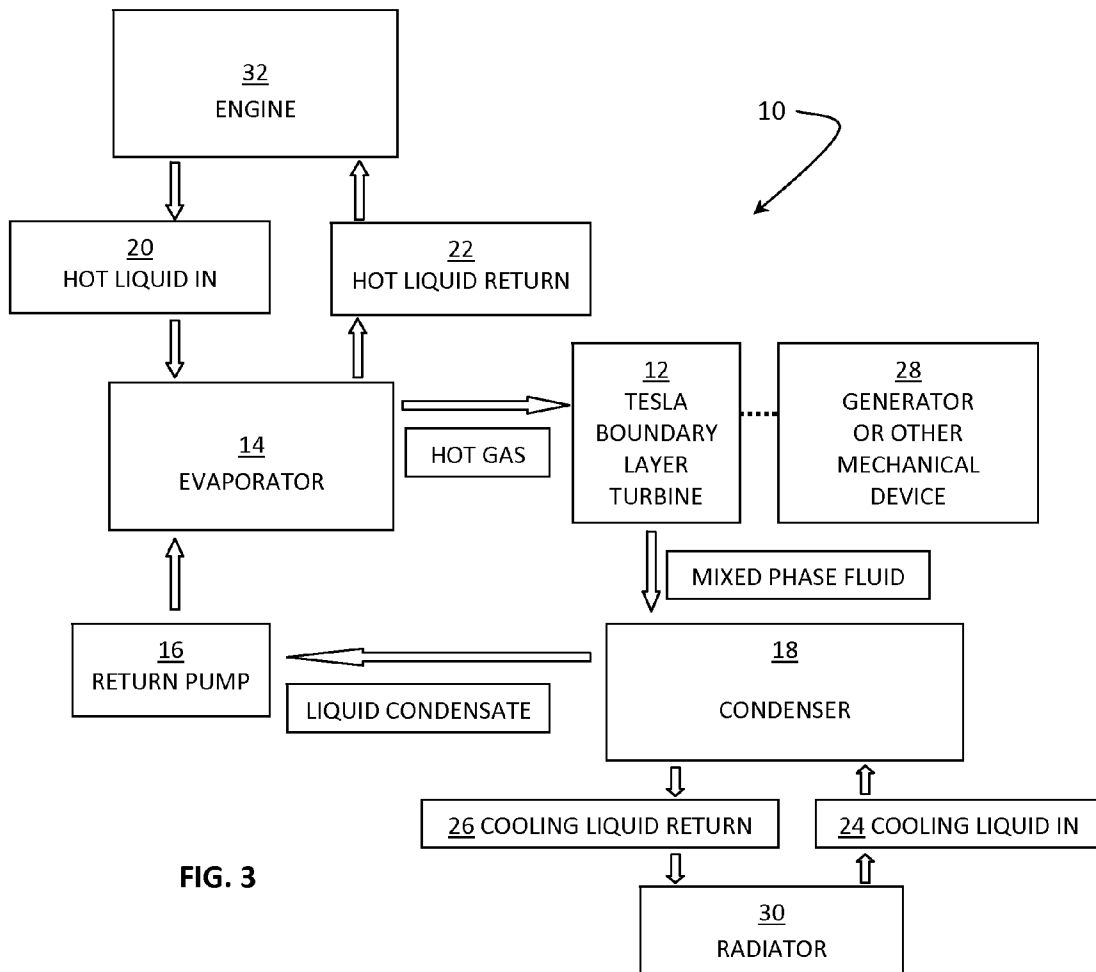 32
ENGINE
10
20
HOT LIQUID IN
22
HOT LIQUID RETURN
14
EVAPORATOR
HOT GAS
12
TESLA
BOUNDARY
LAYER
TURBINE
28
GENERATOR
OR OTHER
MECHANICAL
DEVICE
MIXED PHASE FLUID
16
RETURN PUMP
LIQUID CONDENSATE
18
CONDENSER
26 COOLING LIQUID RETURN
24 COOLING LIQUID IN
FIG. 3
30
RADIATOR